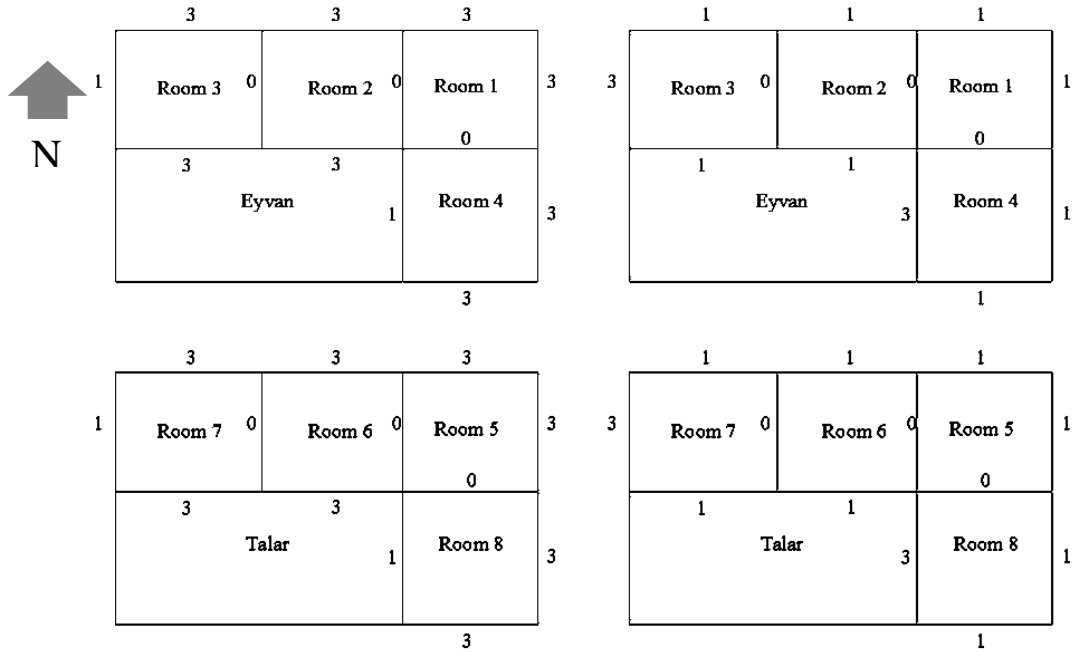 3 3 3 1 1 1
1 Room 3 0 Room 2 0 Room 1 3 3 Room 3 0 Room 2 0 Room 1 1
N 0 0
3 3 1 1
Eyvan 1 Room 4 3 Eyvan 3 Room 4 1
3 1
3 3 3 1 1 1
1 Room 7 0 Room 6 0 Room 5 3 3 Room 7 0 Room 6 0 Room 5 1
0 0
3 3 1 1
Talar 1 Room 8 3 Talar 3 Room 8 1
3 1